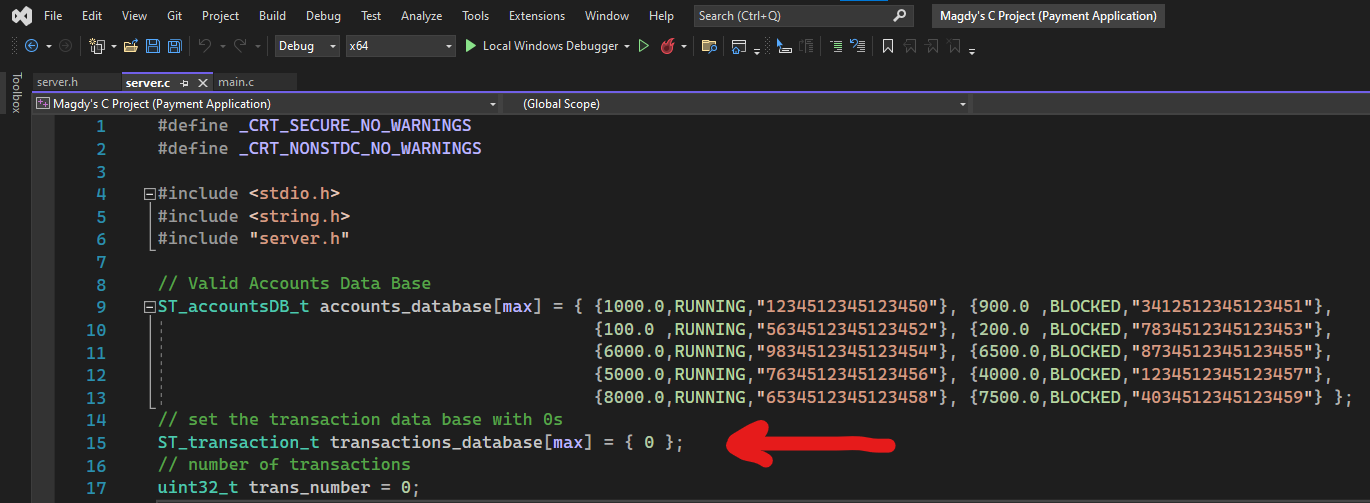 File Edit View Git Project Build Debug Test Analyze Tools Extensions Window Help Search (Ctrl+Q) Magdy's C Project (Payment Application)
Debug x64 Local Windows Debugger
Toolbox
server.h server.c main.c
Magdy's C Project (Payment Application) (Global Scope)
1 #define _CRT_SECURE_NO_WARNINGS
2 #define _CRT_NONSTDC_NO_WARNINGS
3
4 #include <stdio.h>
5 #include <string.h>
6 #include "server.h"
7
8 // Valid Accounts Data Base
9 ST_accountsDB_t accounts_database[max] = { {1000.0,RUNNING,"1234512345123450"}, {900.0 ,BLOCKED,"3412512345123451"},
10 {100.0 ,RUNNING,"5634512345123452"}, {200.0 ,BLOCKED,"7834512345123453"},
11 {6000.0,RUNNING,"9834512345123454"}, {6500.0,BLOCKED,"8734512345123455"},
12 {5000.0,RUNNING,"7634512345123456"}, {4000.0,BLOCKED,"1234512345123457"},
13 {8000.0,RUNNING,"6534512345123458"}, {7500.0,BLOCKED,"4034512345123459"} };
14 // set the transaction data base with 0s
15 ST_transaction_t transactions_database[max] = { 0 };
16 // number of transactions
17 uint32_t trans_number = 0;